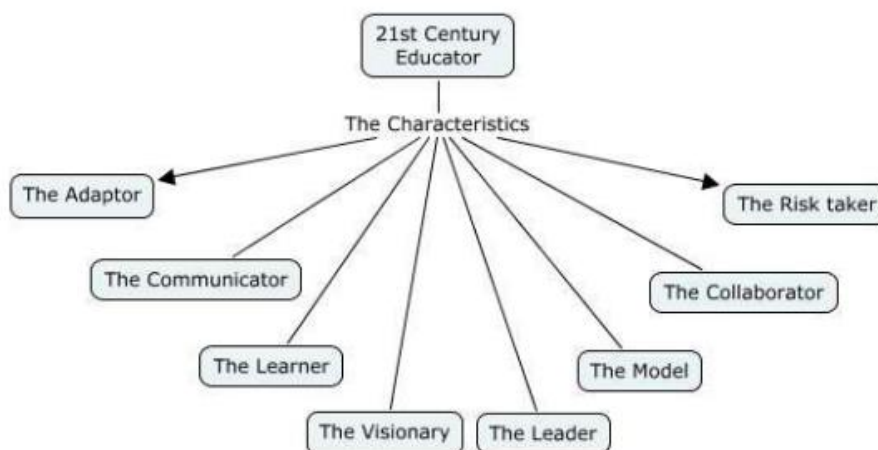 21st Century
Educator
The Characteristics
The Adaptor
The Risk taker
The Communicator
The Collaborator
The Learner
The Model
The Visionary
The Leader